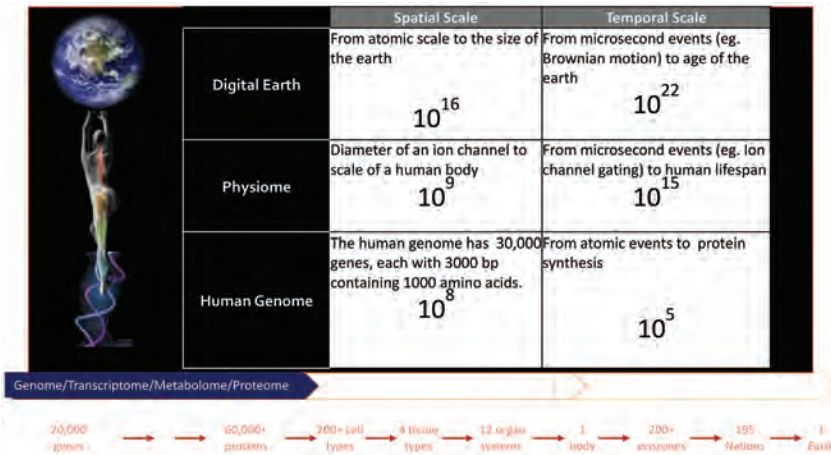 Spatial Scale
Temporal Scale
Digital Earth
From atomic scale to the size of
the earth
10^16
From microsecond events (eg.
Brownian motion) to age of the
earth
10^22
Physiome
Diameter of an ion channel to
scale of a human body
10^9
From microsecond events (eg. Ion
channel gating) to human lifespan
10^15
Human Genome
The human genome has 30,000
genes, each with 3000 bp
containing 1000 amino acids.
10^8
From atomic events to protein
synthesis
10^5
Genome/Transcriptome/Metabolome/Proteome
20,000
genes
60,000+
proteins
200+ cell
types
4 tissue
types
12 organ
systems
1
body
200+
ecozones
195
Nations
1
Earth